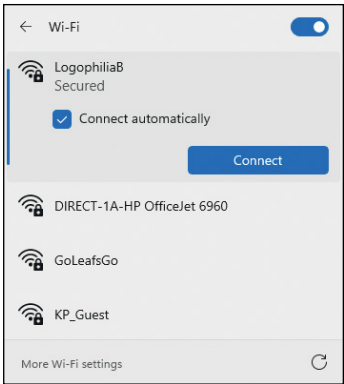 Wi-Fi
LogophiliaB
Secured
Connect automatically
Connect
DIRECT-1A-HP OfficeJet 6960
GoLeafsGo
KP_Guest
More Wi-Fi settings